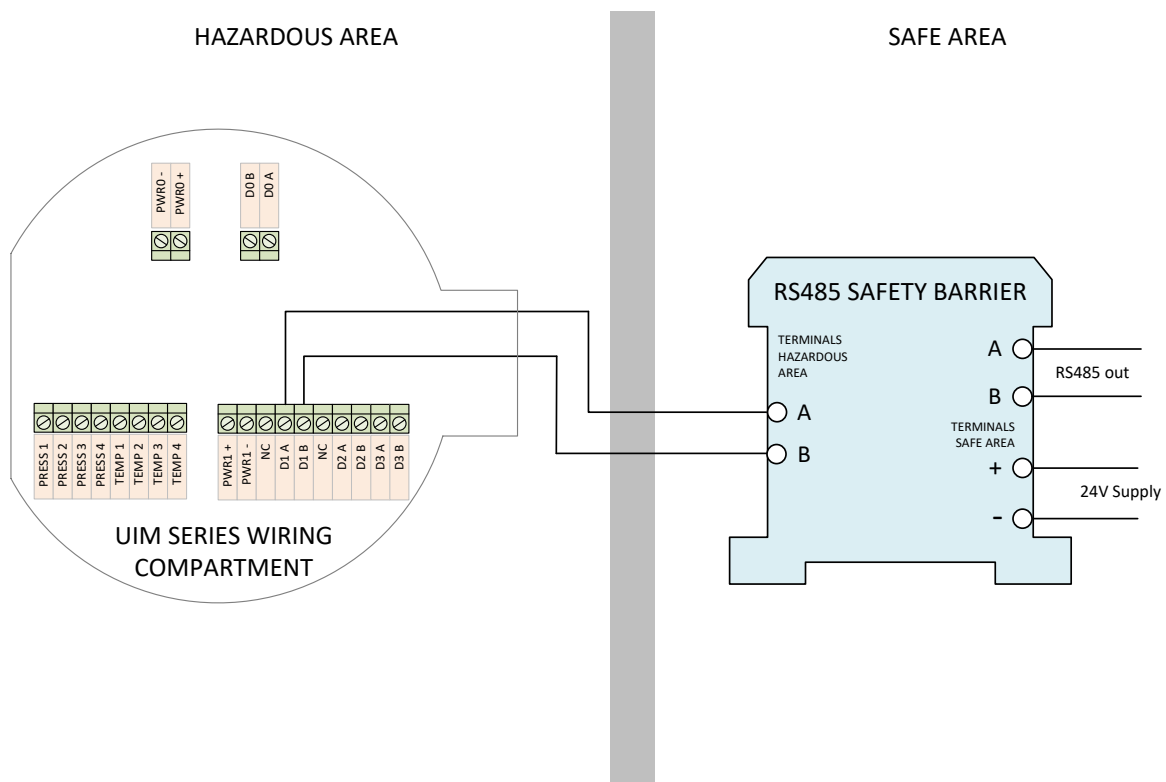 HAZARDOUS AREA
SAFE AREA
PWR0 -
PWR0 +
D0 B
D0 A
RS485 SAFETY BARRIER
TERMINALS
HAZARDOUS
AREA
A
B
A
RS485 out
B
TERMINALS
SAFE AREA
+
24V Supply
-
PRESS 1
PRESS 2
PRESS 3
PRESS 4
TEMP 1
TEMP 2
TEMP 3
TEMP 4
PWR1 +
PWR1 -
NC
D1 A
D1 B
NC
D2 A
D2 B
D3 A
D3 B
UIM SERIES WIRING
COMPARTMENT